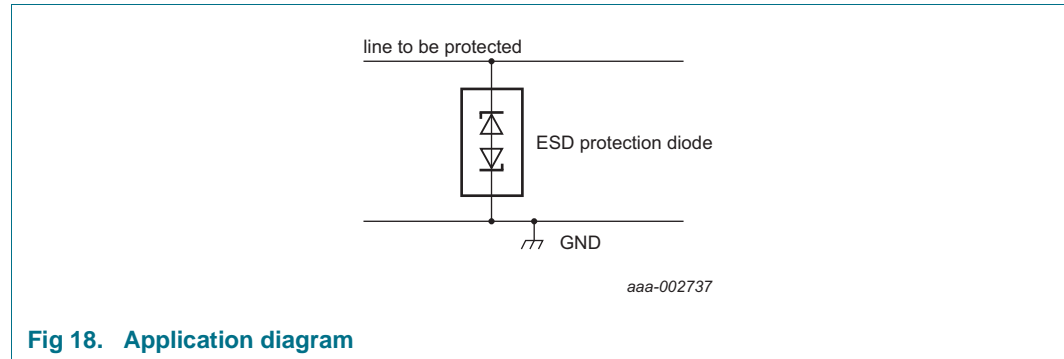 line to be protected
ESD protection diode
GND
aaa-002737
Fig 18. Application diagram